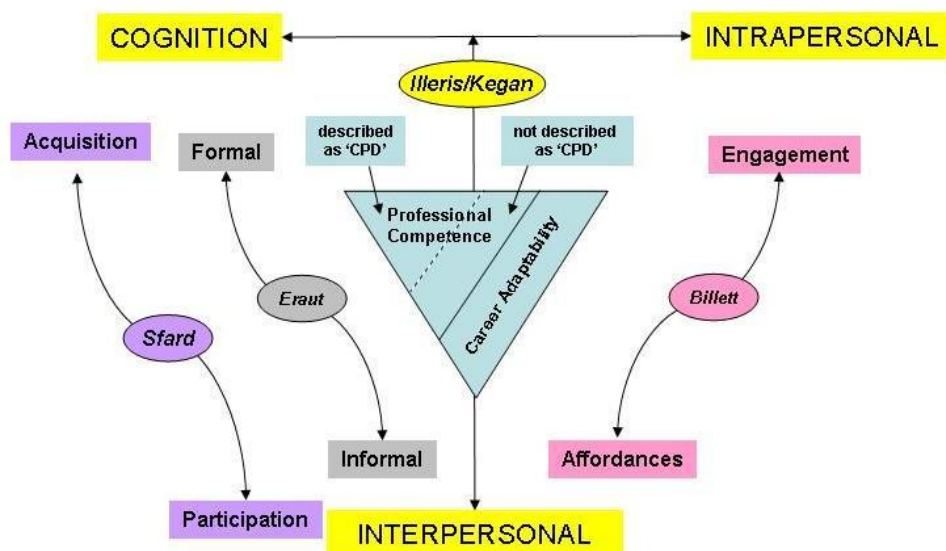 COGNITION
INTRAPERSONAL
Illeris/Kegan
Acquisition
Formal
described
as 'CPD'
not described
as 'CPD'
Engagement
Professional
Competence
Career Adaptability
Eraut
Billett
Sfard
Informal
Affordances
Participation
INTERPERSONAL